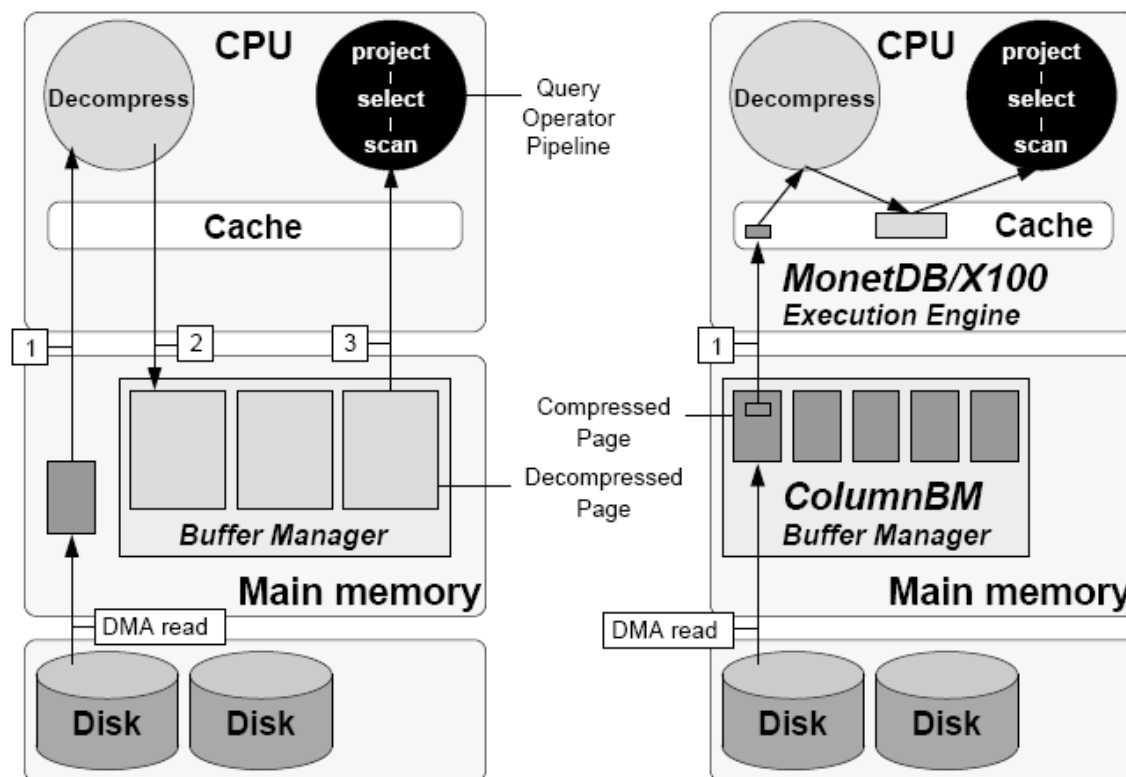 CPU
Decompress
project
select
scan
Cache
1
2
3
Buffer Manager
Main memory
DMA read
Disk
Disk
Query
Operator
Pipeline
Compressed
Page
Decompressed
Page
CPU
Decompress
project
select
scan
Cache
MonetDB/X100
Execution Engine
1
ColumnBM
Buffer Manager
Main memory
DMA read
Disk
Disk